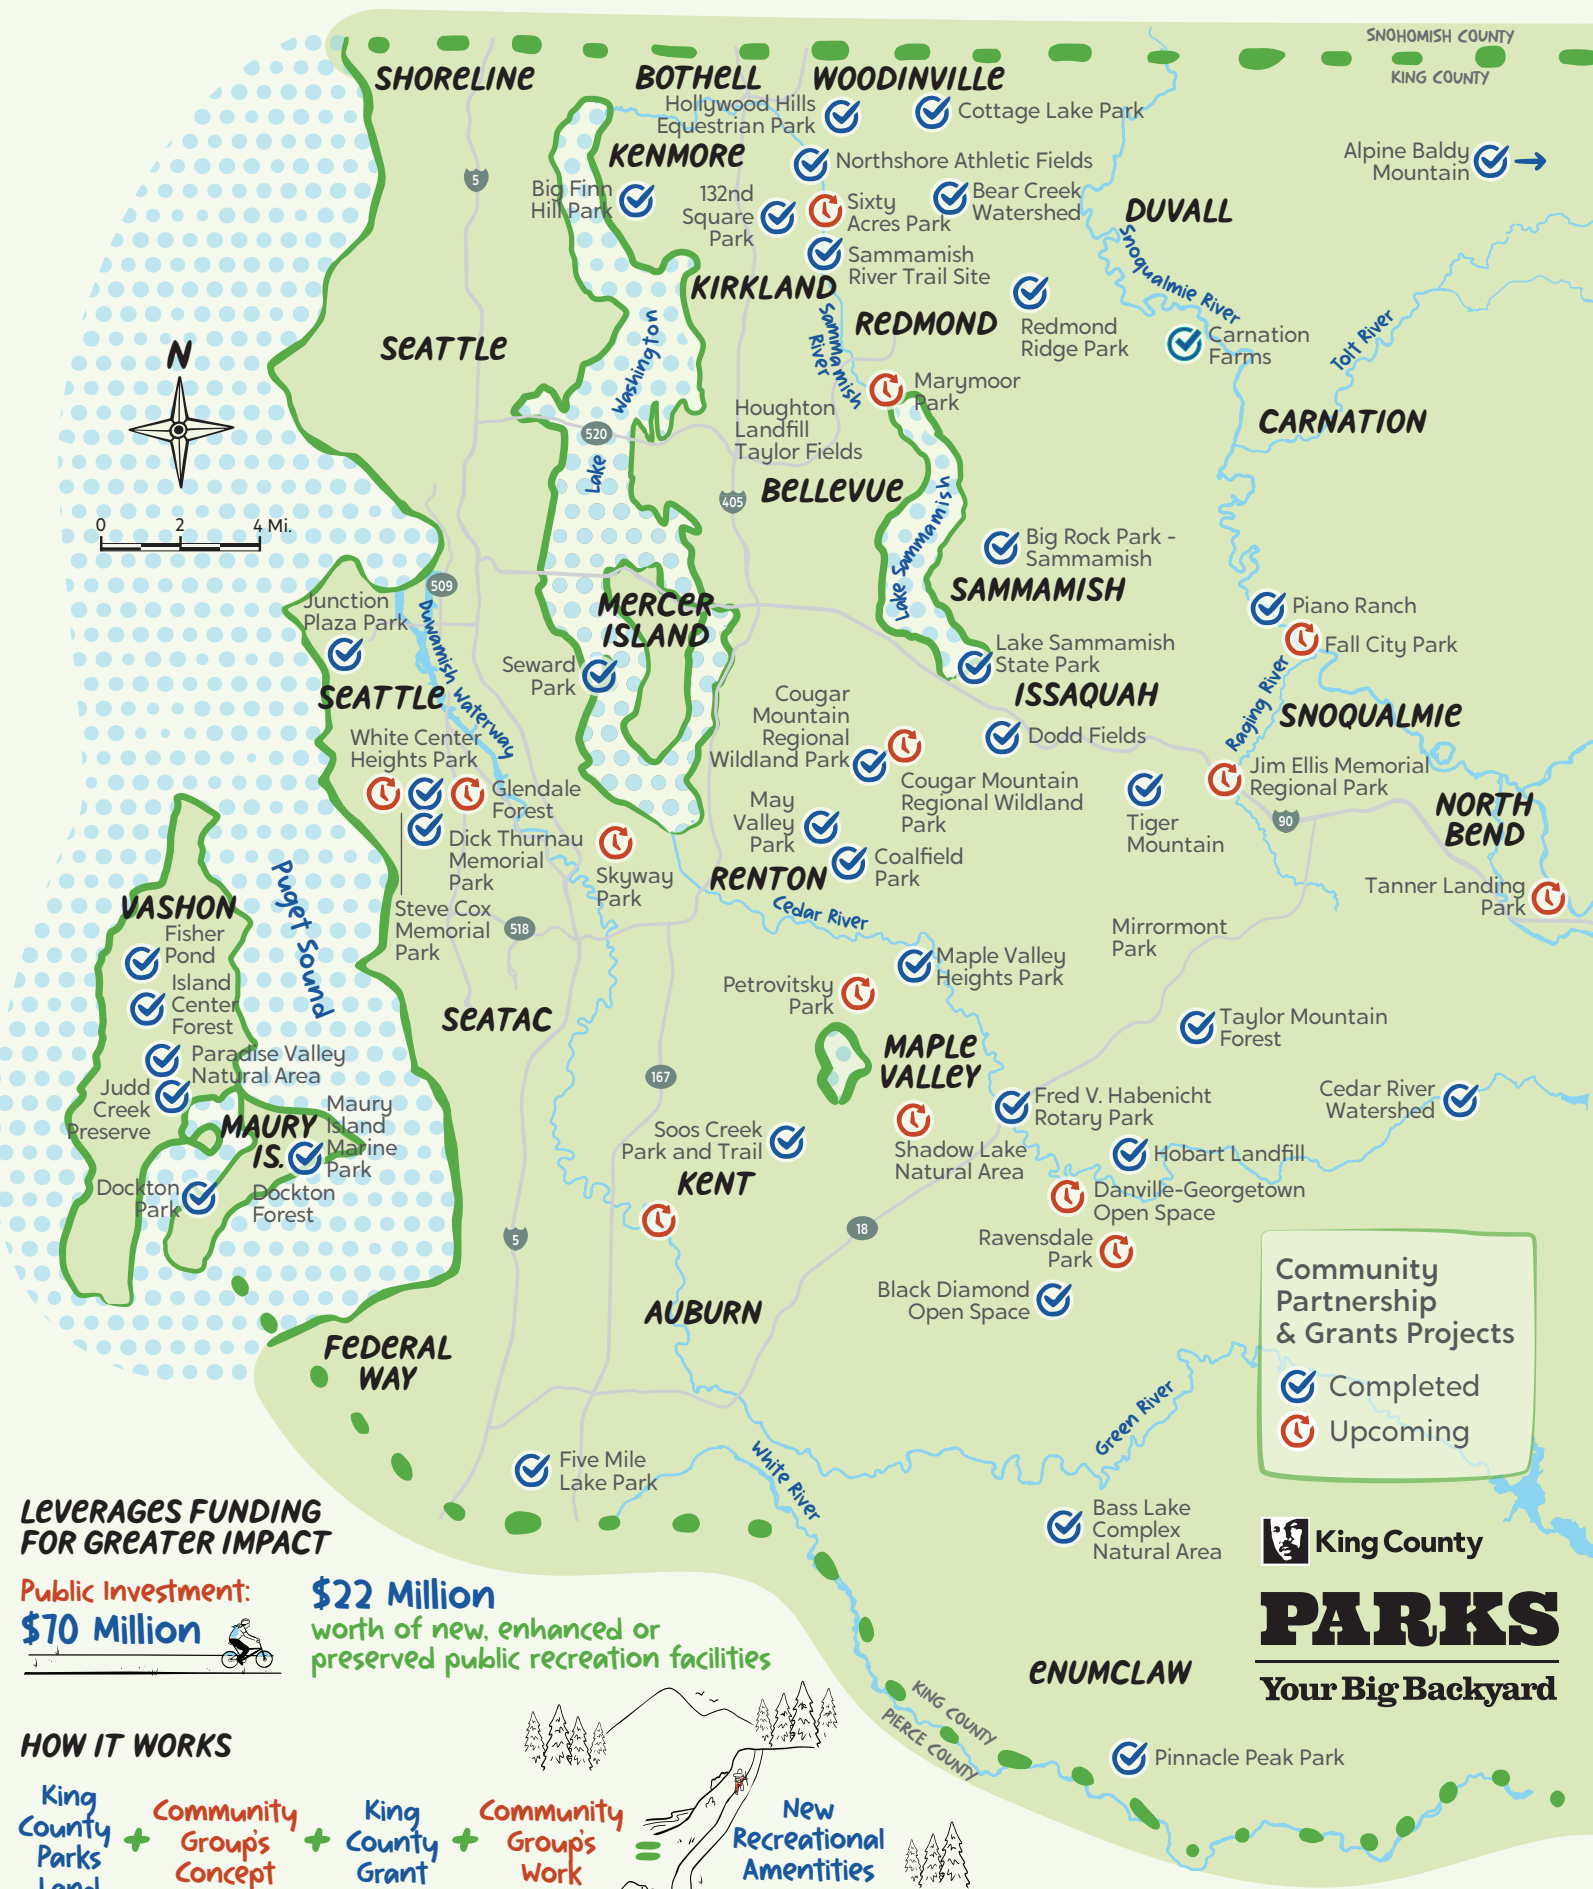 SNOHOMISH COUNTY
KING COUNTY
SHORELINE
BOTHELL
WOODINVILLE
Hollywood Hills
Equestrian Park
Cottage Lake Park
KENMORE
Northshore Athletic Fields
Alpine Baldy
Mountain
5
Big Finn
Hill Park
132nd
Square
Park
Sixty
Acres Park
Bear Creek
Watershed
DUVALL
Sammamish
River Trail Site
KIRKLAND
Snoqualmie River
SEATTLE
Washington
Sammamish
River
REDMOND
Redmond
Ridge Park
Carnation
Farms
Tolt River
N
Marymoor
Park
Houghton
Landfill
Taylor Fields
CARNATION
520
Lake
405
BELLEVUE
0 2 4 Mi.
Lake Sammamish
Big Rock Park -
Sammamish
SAMMAMISH
509
Junction
Plaza Park
Duwamish Waterway
MERCER
ISLAND
Piano Ranch
Fall City Park
Seward
Park
Lake Sammamish
State Park
ISSAQUAH
SEATTLE
Cougar
Mountain
Regional
Wildland Park
Raging River
SNOQUALMIE
White Center
Heights Park
Dodd Fields
Glendale
Forest
Cougar Mountain
Regional Wildland
Park
Jim Ellis Memorial
Regional Park
May
Valley
Park
Tiger
Mountain
90
NORTH
BEND
Dick Thurnau
Memorial
Park
Skyway
Park
RENTON
Coalfield
Park
Tanner Landing
Park
Puget Sound
VASHON
Steve Cox
Memorial
Park
518
Cedar River
Mirrormont
Park
Fisher
Pond
Island
Center
Forest
Petrovitsky
Park
Maple Valley
Heights Park
SEATAC
Taylor Mountain
Forest
Paradise Valley
Natural Area
MAPLE
VALLEY
167
Judd
Creek
Preserve
Fred V. Habenicht
Rotary Park
Cedar River
Watershed
MAURY
IS.
Maury
Island
Marine
Park
Soos Creek
Park and Trail
Shadow Lake
Natural Area
Hobart Landfill
KENT
Dockton
Park
Dockton
Forest
Danville-Georgetown
Open Space
5
18
Ravensdale
Park
Black Diamond
Open Space
AUBURN
FEDERAL
WAY
Community
Partnership
& Grants Projects
Completed
Upcoming
Green River
Five Mile
Lake Park
White River
Bass Lake
Complex
Natural Area
King County
PARKS
Your Big Backyard
LEVERAGES FUNDING
FOR GREATER IMPACT
Public Investment:
$70 Million
$22 Million
worth of new, enhanced or
preserved public recreation facilities
ENUMCLAW
KING COUNTY
PIERCE COUNTY
Pinnacle Peak Park
HOW IT WORKS
King
County
Parks
Land
+
Community
Group's
Concept
+
King
County
Grant
+
Community
Group's
Work
=
New
Recreational
Amentities